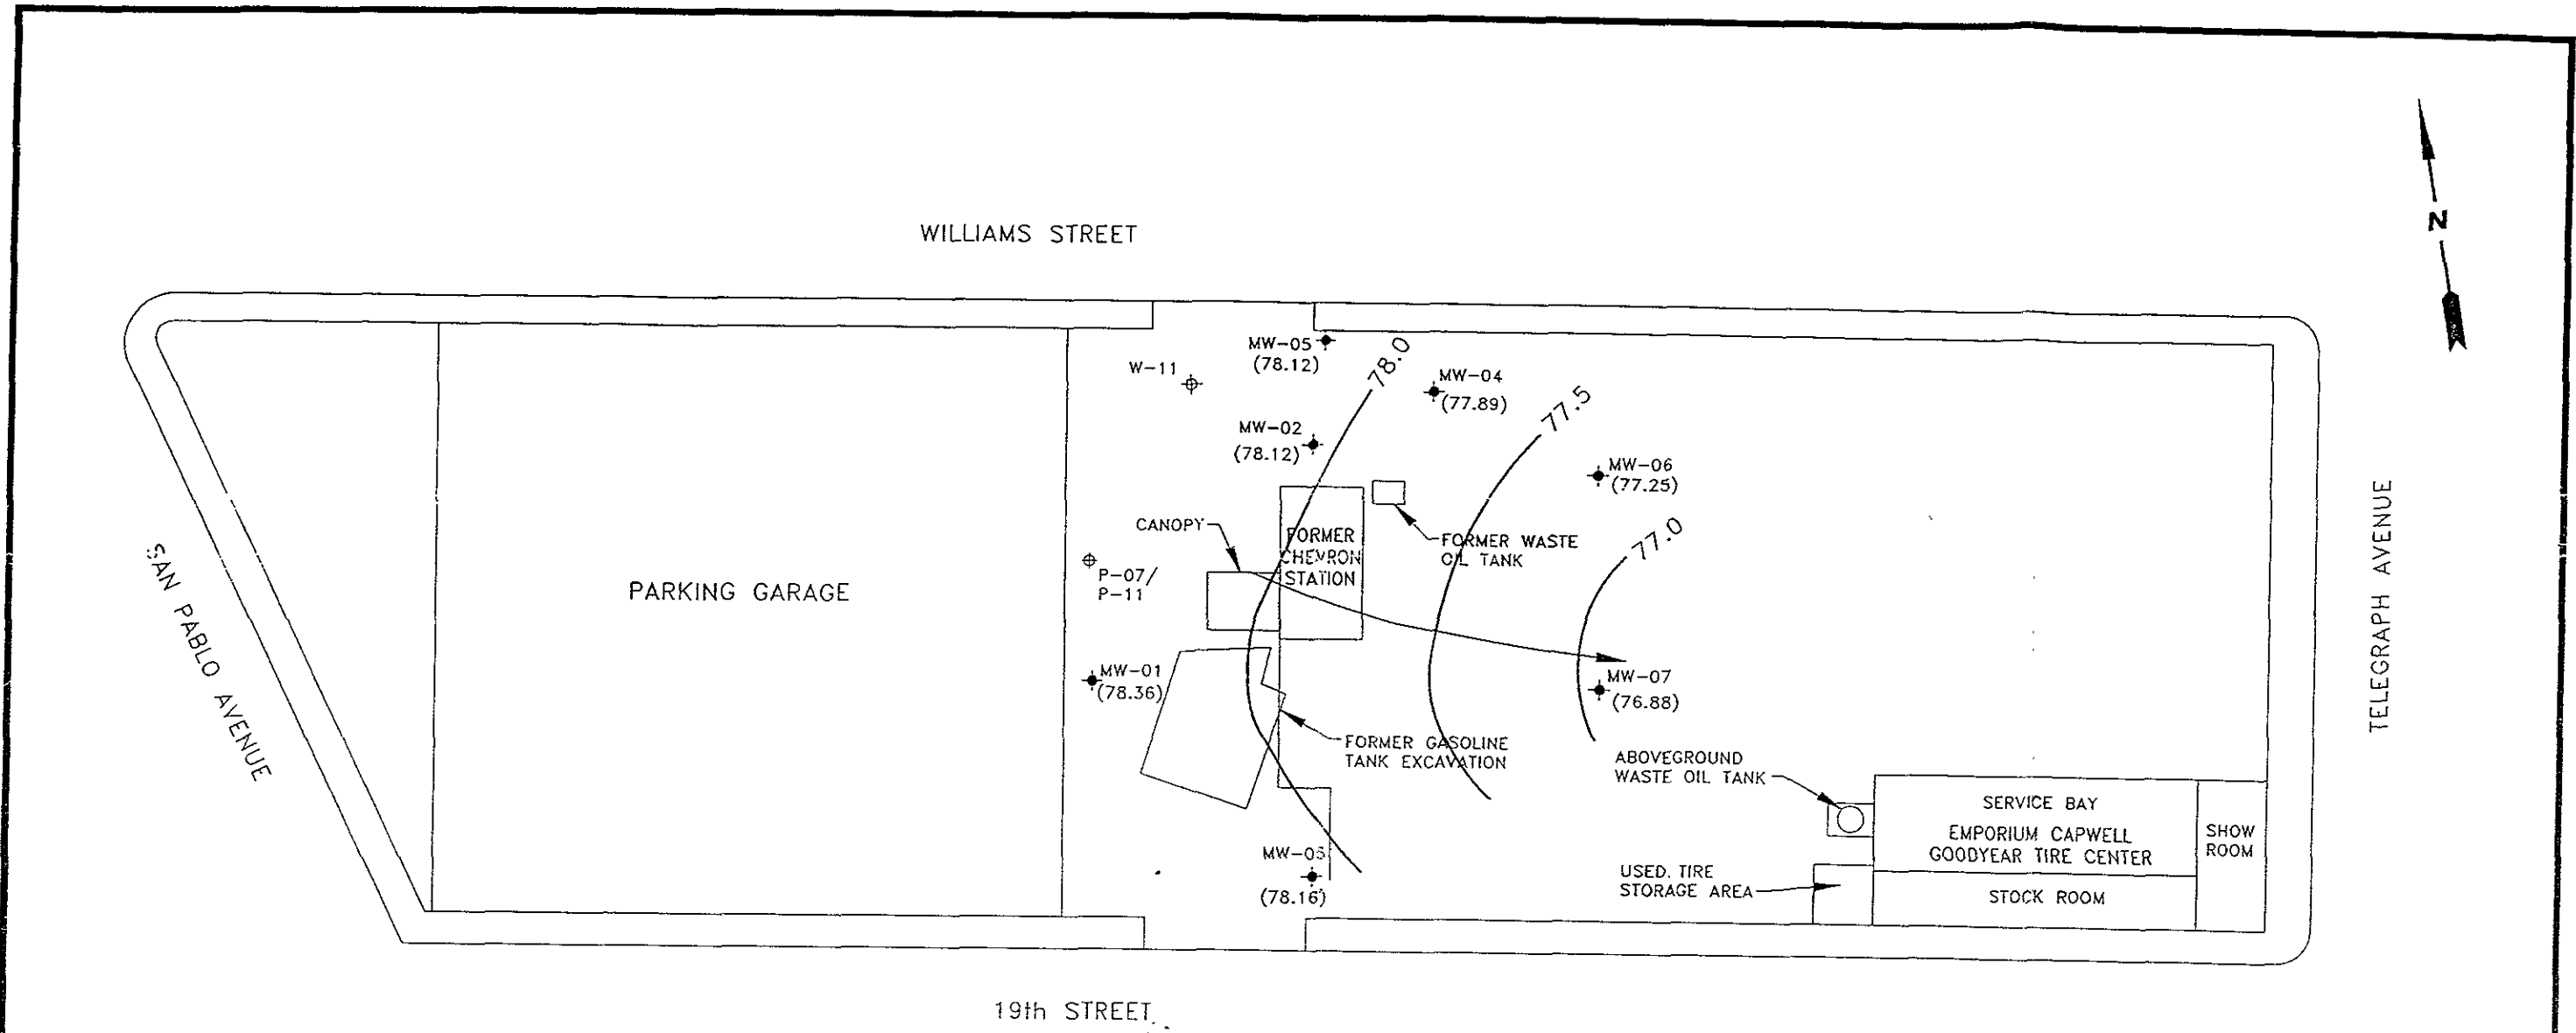 WILLIAMS STREET
N
MW-05
(78.12)
W-11
78.0
MW-04
(77.89)
77.5
MW-02
(78.12)
MW-06
(77.25)
CANOPY
FORMER
CHEVRON
STATION
FORMER WASTE
OIL TANK
77.0
P-07/
P-11
PARKING GARAGE
SAN PABLO AVENUE
TELEGRAPH AVENUE
MW-01
(78.36)
MW-07
(76.88)
FORMER GASOLINE
TANK EXCAVATION
ABOVEGROUND
WASTE OIL TANK
SERVICE BAY
EMPORIUM CAPWELL
GOODYEAR TIRE CENTER
SHOW
ROOM
MW-05
(78.16)
USED. TIRE
STORAGE AREA
STOCK ROOM
19th STREET